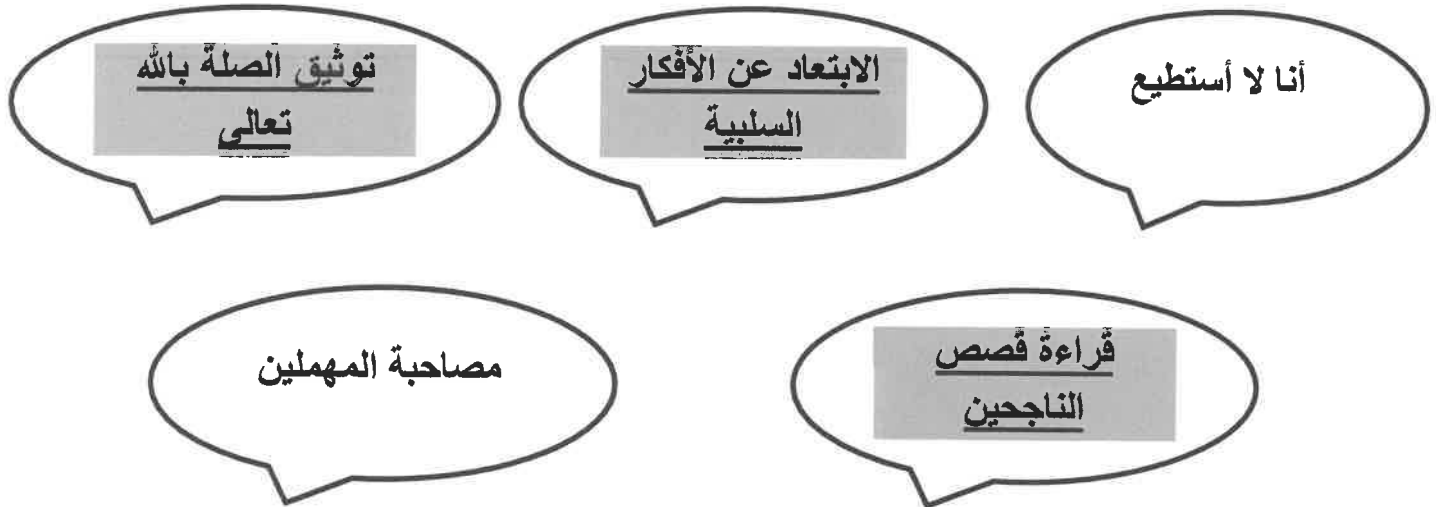 أنا لا أستطيع
الابتعاد عن الأفكار
السلبية
توثيق الصلة بالله
تعالى
قراءة قصص
الناجحين
مصاحبة المهملين